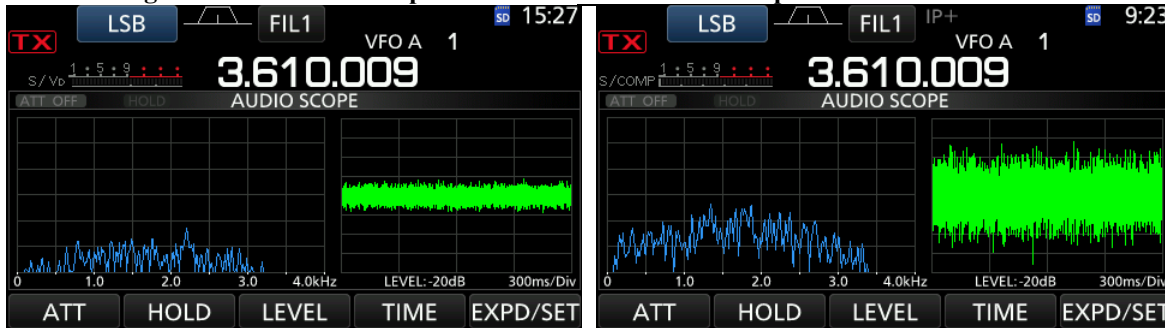 LSB FIL1 SD 15:27
TX VFO A 1
1 5 9
S/VD 3.610.009
ATT OFF HOLD AUDIO SCOPE
0 1.0 2.0 3.0 4.0kHz LEVEL:-20dB 300ms/Div
ATT HOLD LEVEL TIME EXPD/SET
LSB FIL1 IP+ SD 9:23
TX VFO A 1
1 5 9
S/COMP 3.610.009
ATT OFF HOLD AUDIO SCOPE
0 1.0 2.0 3.0 4.0kHz LEVEL:-20dB 300ms/Div
ATT HOLD LEVEL TIME EXPD/SET